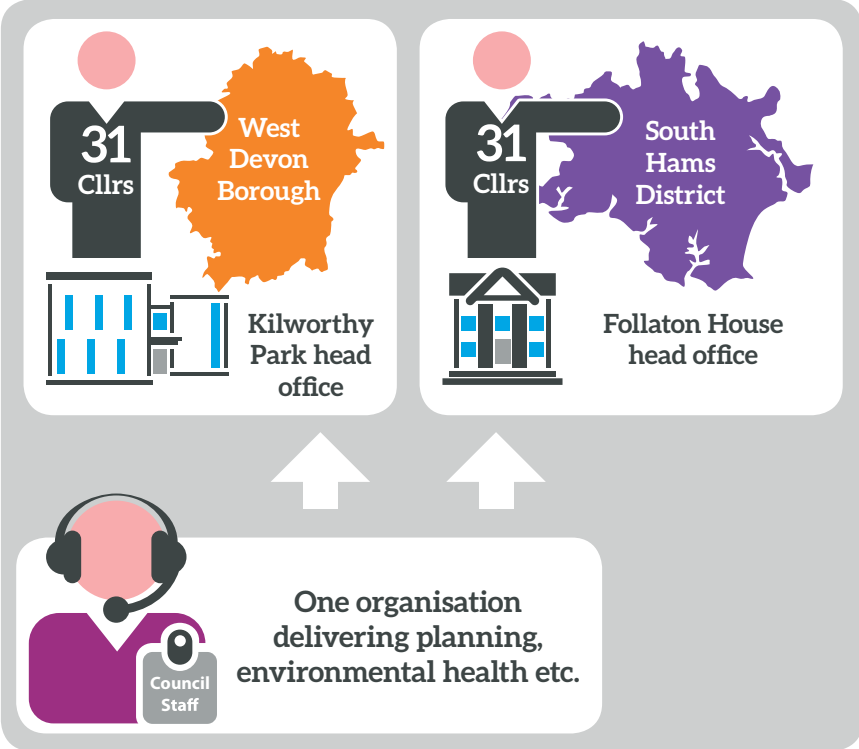 31
Cllrs
West
Devon
Borough
Kilworthy
Park head
office
31
Cllrs
South
Hams
District
Follaton House
head office
Council
Staff
One organisation
delivering planning,
environmental health etc.